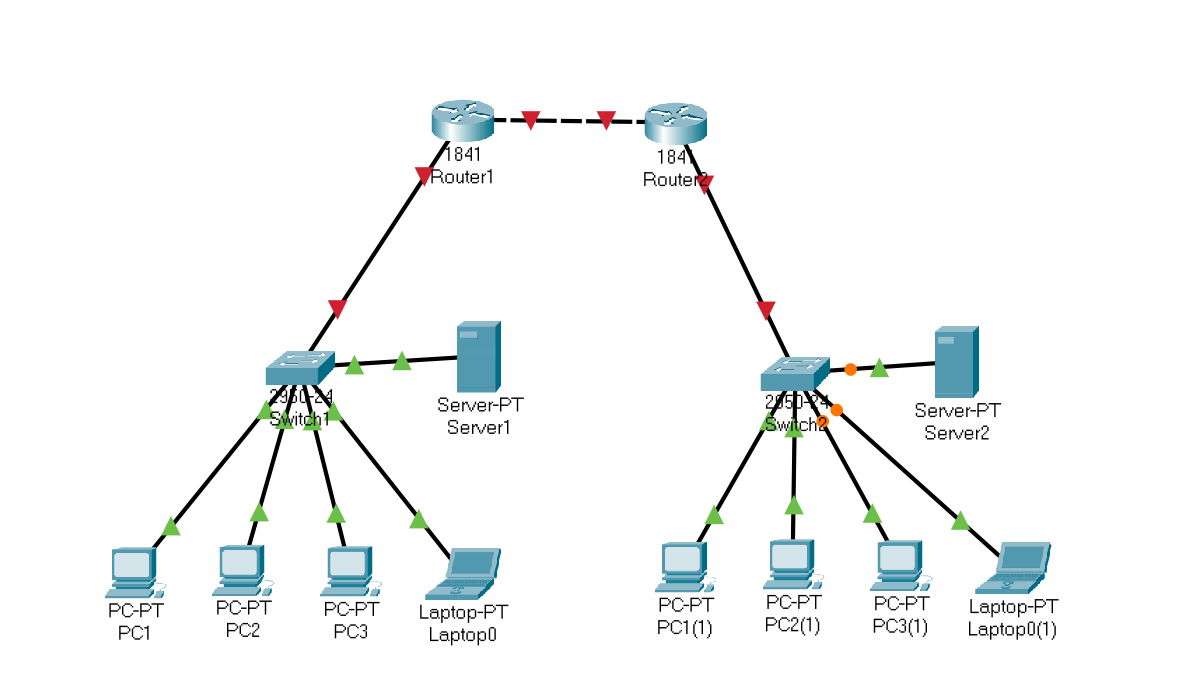 1841
Router1
1841
Router2
2950-24
Switch1
Server-PT
Server1
2950-24
Switch2
Server-PT
Server2
PC-PT
PC1
PC-PT
PC2
PC-PT
PC3
Laptop-PT
Laptop0
PC-PT
PC1(1)
PC-PT
PC2(1)
PC-PT
PC3(1)
Laptop-PT
Laptop0(1)